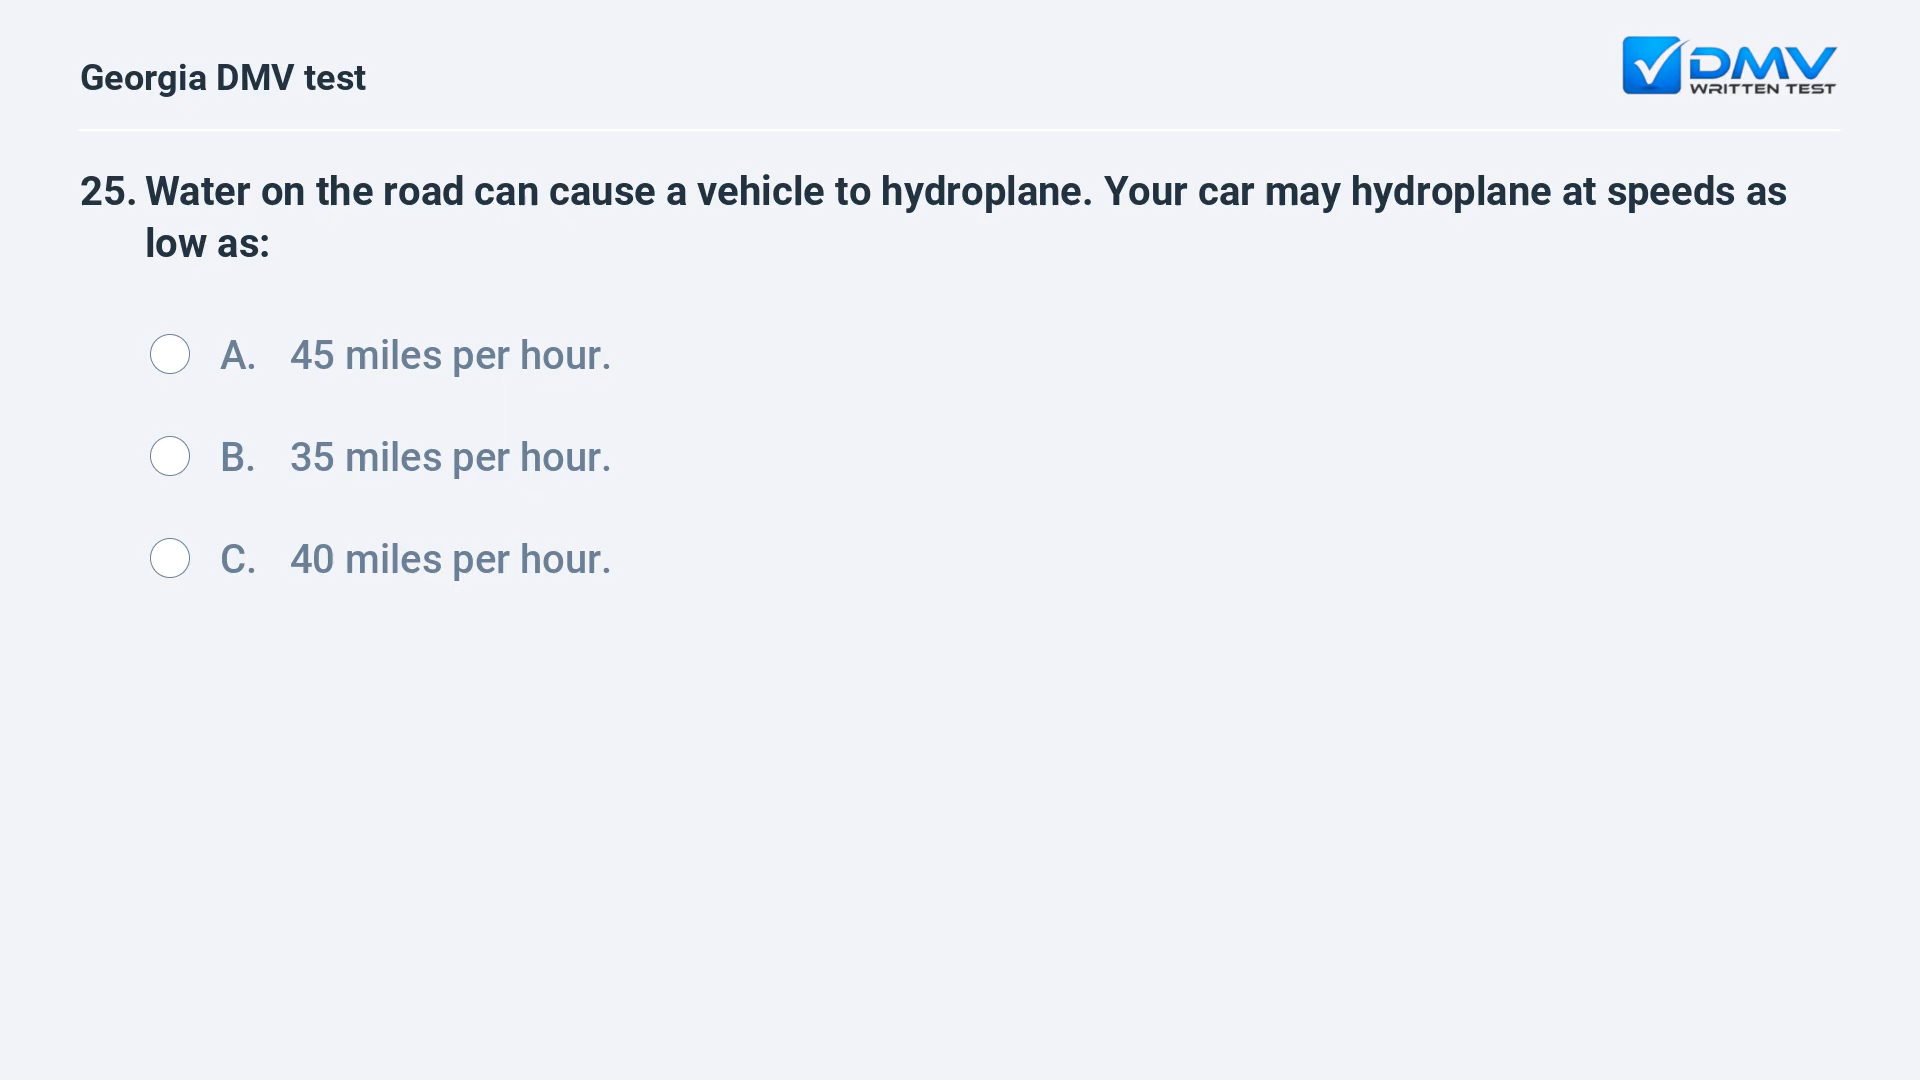 Georgia DMV test
DMV
WRITTEN TEST
25. Water on the road can cause a vehicle to hydroplane. Your car may hydroplane at speeds as
low as:
A. 45 miles per hour.
B. 35 miles per hour.
C. 40 miles per hour.